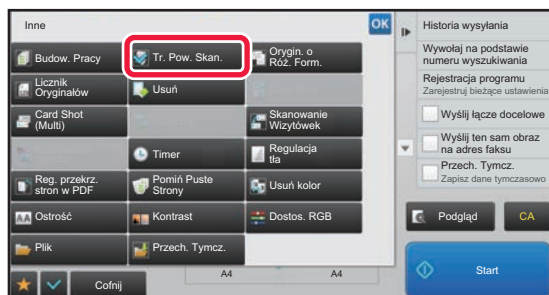 Inne
OK
Budow. Pracy
Tr. Pow. Skan.
Orygin. o
Róż. Form.
Licznik
Oryginałów
Usuń
Card Shot
(Multi)
Skanowanie
Wizytówek
Timer
Regulacja
tła
Reg. przekrz.
stron w PDF
Pomiń Puste
Strony
Usuń kolor
AA Ostrość
Kontrast
Dostos. RGB
Plik
Przech. Tymcz.
Cofnij
A4
A4
Historia wysyłania
Wywołaj na podstawie
numeru wyszukiwania
Rejestracja programu
Zarejestruj bieżące ustawienia
Wyślij łącze docelowe
Wyślij ten sam obraz
na adres faksu
Przech. Tymcz.
Zapisz dane tymczasowo
Podgląd
CA
Start